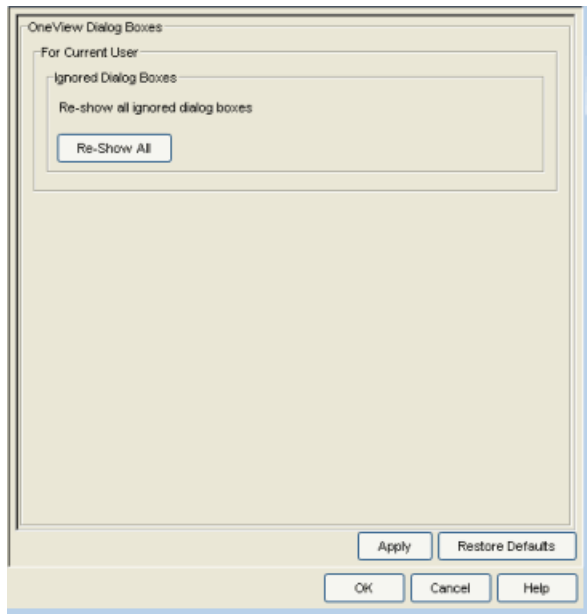 OneView Dialog Boxes
For Current User
Ignored Dialog Boxes
Re-show all ignored dialog boxes
Re-Show All
Apply Restore Defaults
OK Cancel Help